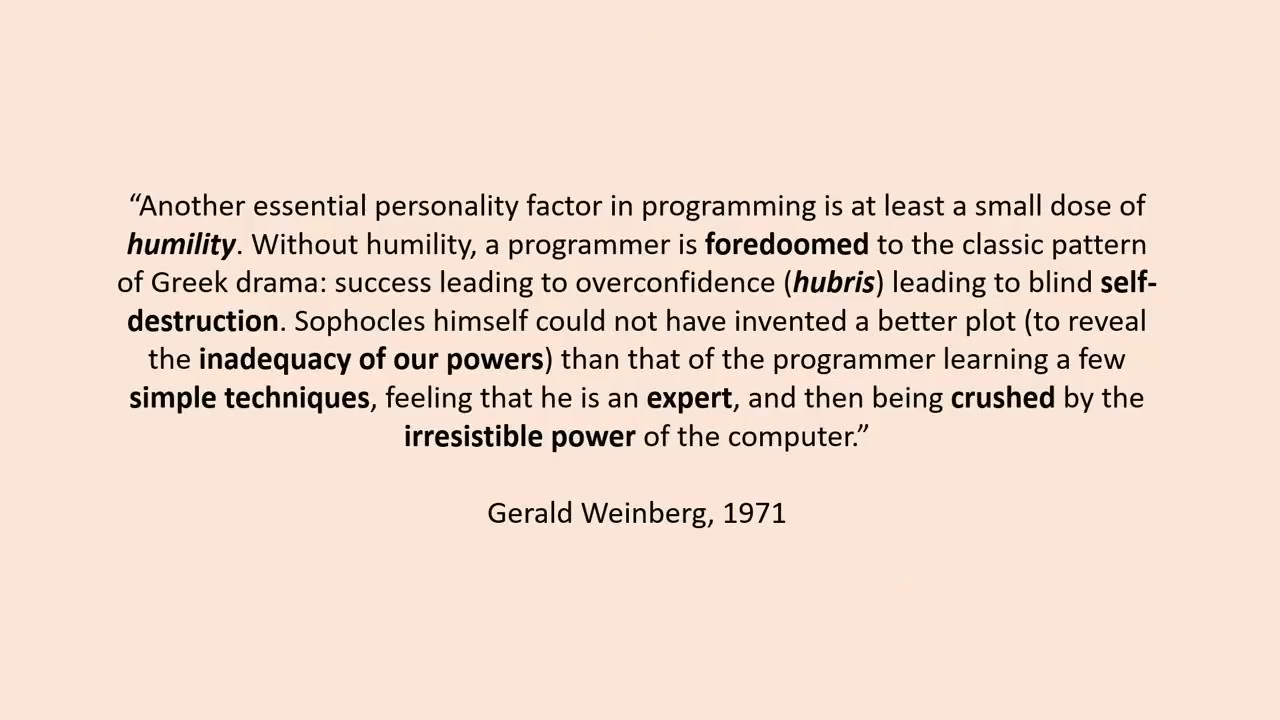 “Another essential personality factor in programming is at least a small dose of
humility. Without humility, a programmer is foredoomed to the classic pattern
of Greek drama: success leading to overconfidence (hubris) leading to blind self-
destruction. Sophocles himself could not have invented a better plot (to reveal
the inadequacy of our powers) than that of the programmer learning a few
simple techniques, feeling that he is an expert, and then being crushed by the
irresistible power of the computer.”
Gerald Weinberg, 1971